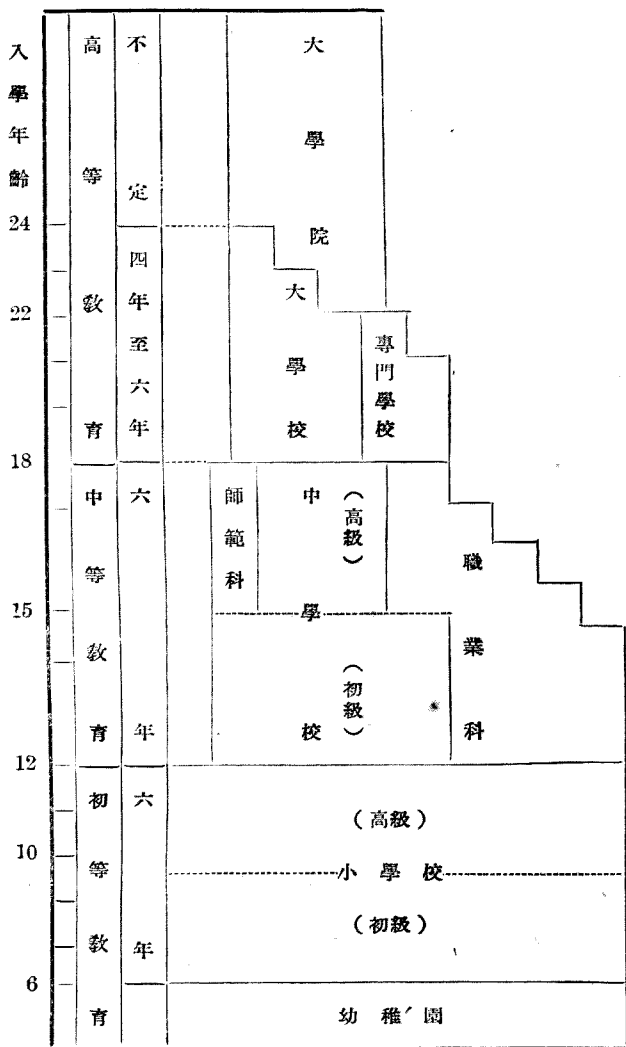 入學年齡
24
22
18
15
12
10
6
高等教育
中等教育
初等教育
不定
四年至六年
六年
六年
大學院
大學校
專門學校
師範科
中學校
(高級)
(初級)
職業科
(高級)
小學校
(初級)
幼稚園